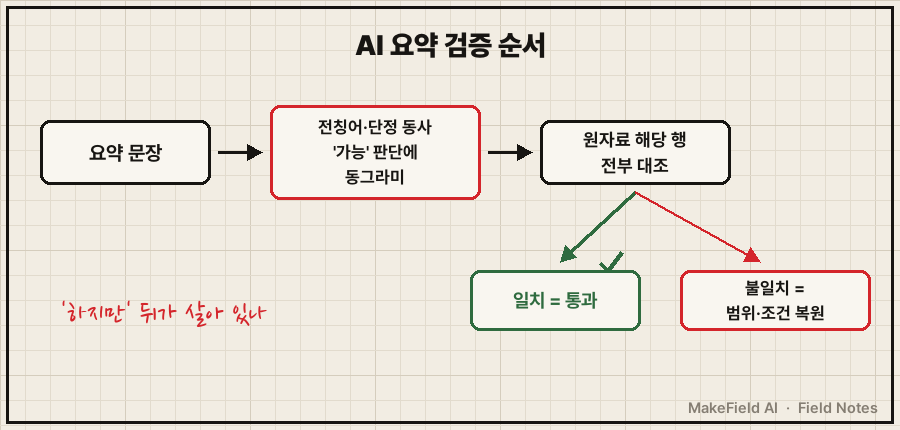 AI 요약 검증 순서
요약 문장
전칭어·단정 동사
'가능' 판단에
동그라미
원자료 해당 행
전부 대조
일치 = 통과
불일치 =
범위·조건 복원
'하지만' 뒤가 살아 있나
MakeField AI · Field Notes